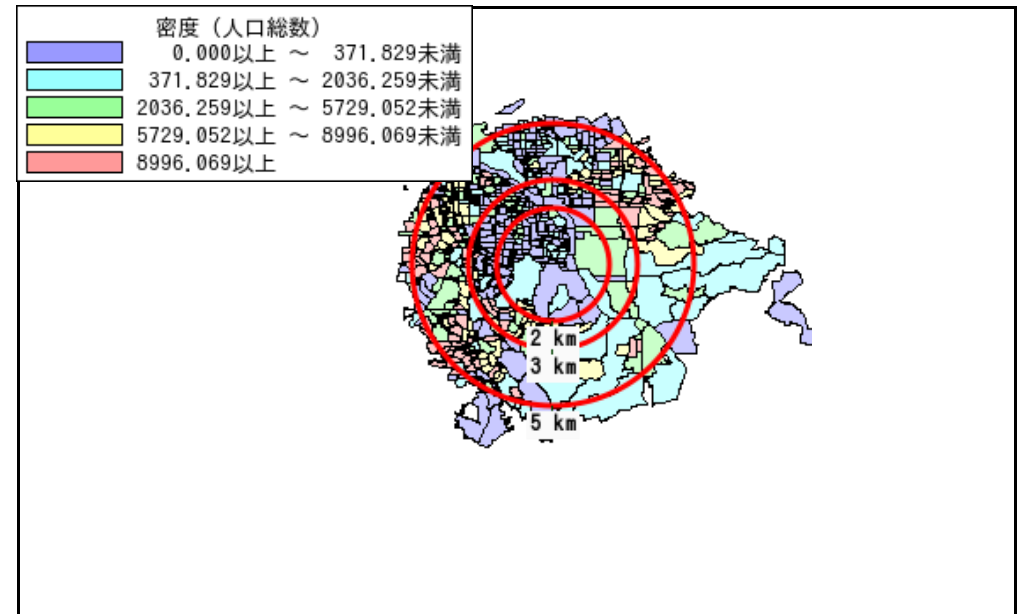 密度（人口総数）
0.000以上 ～ 371.829未満
371.829以上 ～ 2036.259未満
2036.259以上 ～ 5729.052未満
5729.052以上 ～ 8996.069未満
8996.069以上
2 km
3 km
5 km